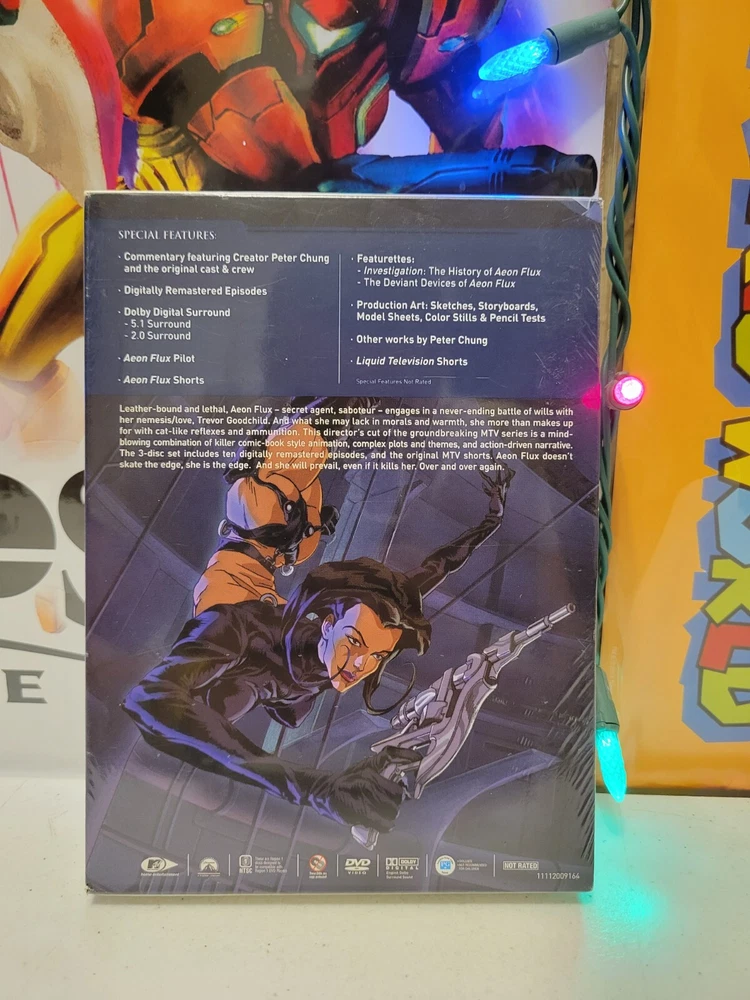 SPECIAL FEATURES:
· Commentary featuring Creator Peter Chung
and the original cast & crew
· Digitally Remastered Episodes
· Dolby Digital Surround
- 5.1 Surround
- 2.0 Surround
· Aeon Flux Pilot
· Aeon Flux Shorts
· Featurettes:
- Investigation: The History of Aeon Flux
- The Deviant Devices of Aeon Flux
· Production Art: Sketches, Storyboards,
Model Sheets, Color Stills & Pencil Tests
· Other works by Peter Chung
· Liquid Television Shorts
Special Features Not Rated
Leather-bound and lethal, Aeon Flux – secret agent, saboteur – engages in a never-ending battle of wills with
her nemesis/love, Trevor Goodchild. And what she may lack in morals and warmth, she more than makes up
for with cat-like reflexes and ammunition. This director's cut of the groundbreaking MTV series is a mind-
blowing combination of killer comic-book style animation, complex plots and themes, and action-driven narrative.
The 3-disc set includes ten digitally remastered episodes, and the original MTV shorts. Aeon Flux doesn't
skate the edge, she is the edge. And she will prevail, even if it kills her. Over and over again.
NTSC
DVD
VIDEO
DOLBY
DIGITAL
NOT RATED
11112009166
WORLD
E